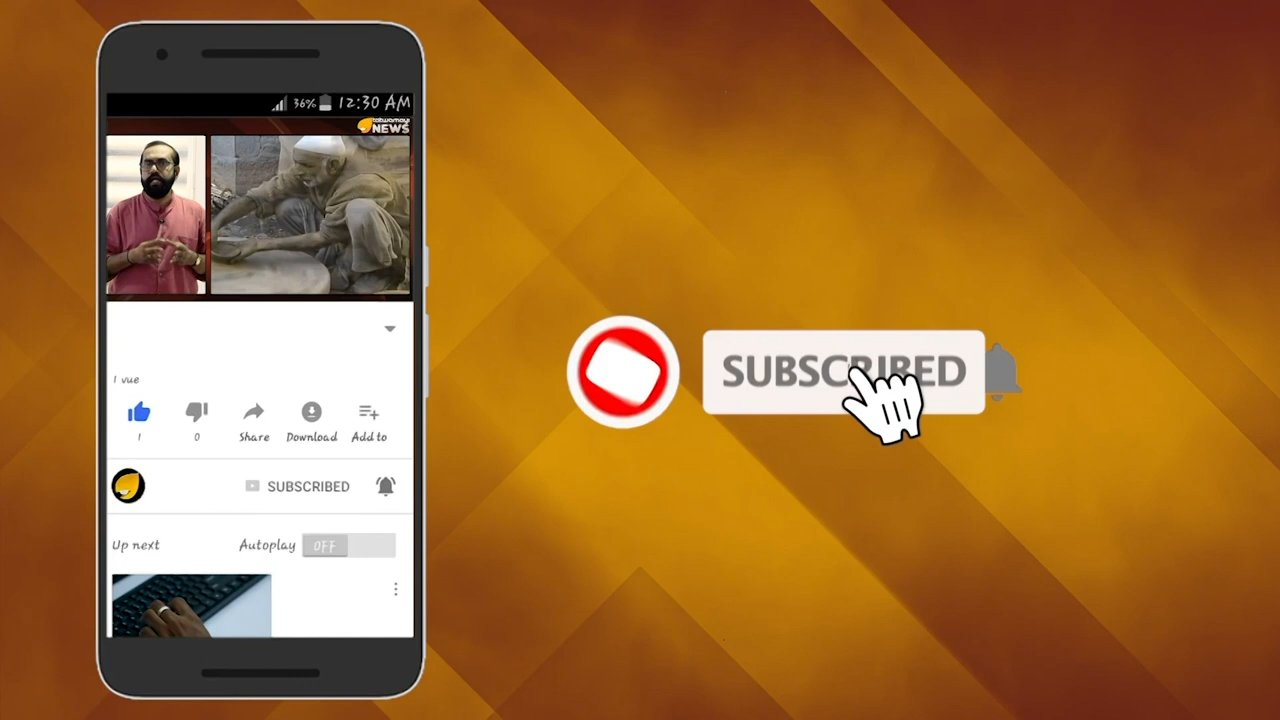 36% 12:30 AM
tatwamayi
NEWS
1 vue
1
0
Share
Download
Add to
SUBSCRIBED
Up next
Autoplay
OFF
SUBSCRIBED